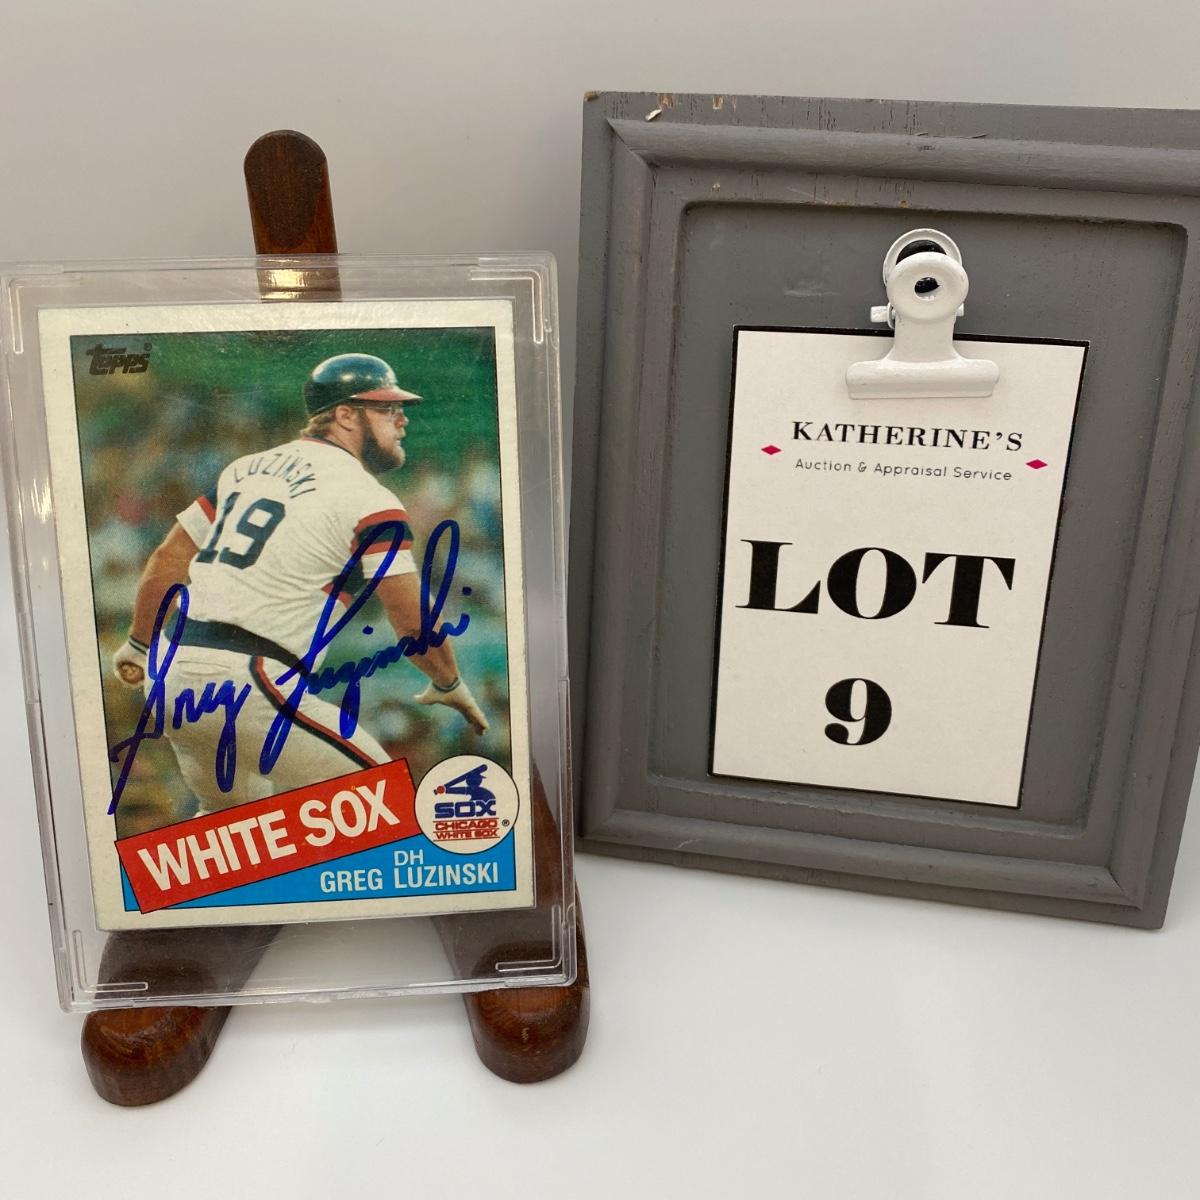 Topps®
LUZINSKI
19
Greg Luzinski
WHITE SOX
SOX
CHICAGO
WHITE SOX ®
DH
GREG LUZINSKI
KATHERINE'S
Auction & Appraisal Service
LOT
9